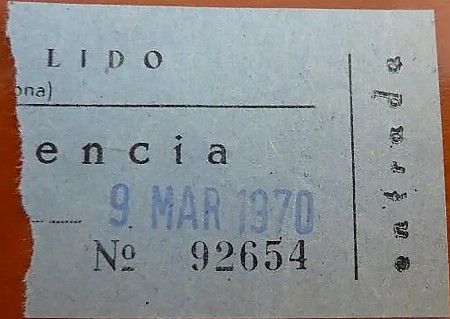 LIDO
ona)
encia
9 MAR 1970
Nº 92654
entrada